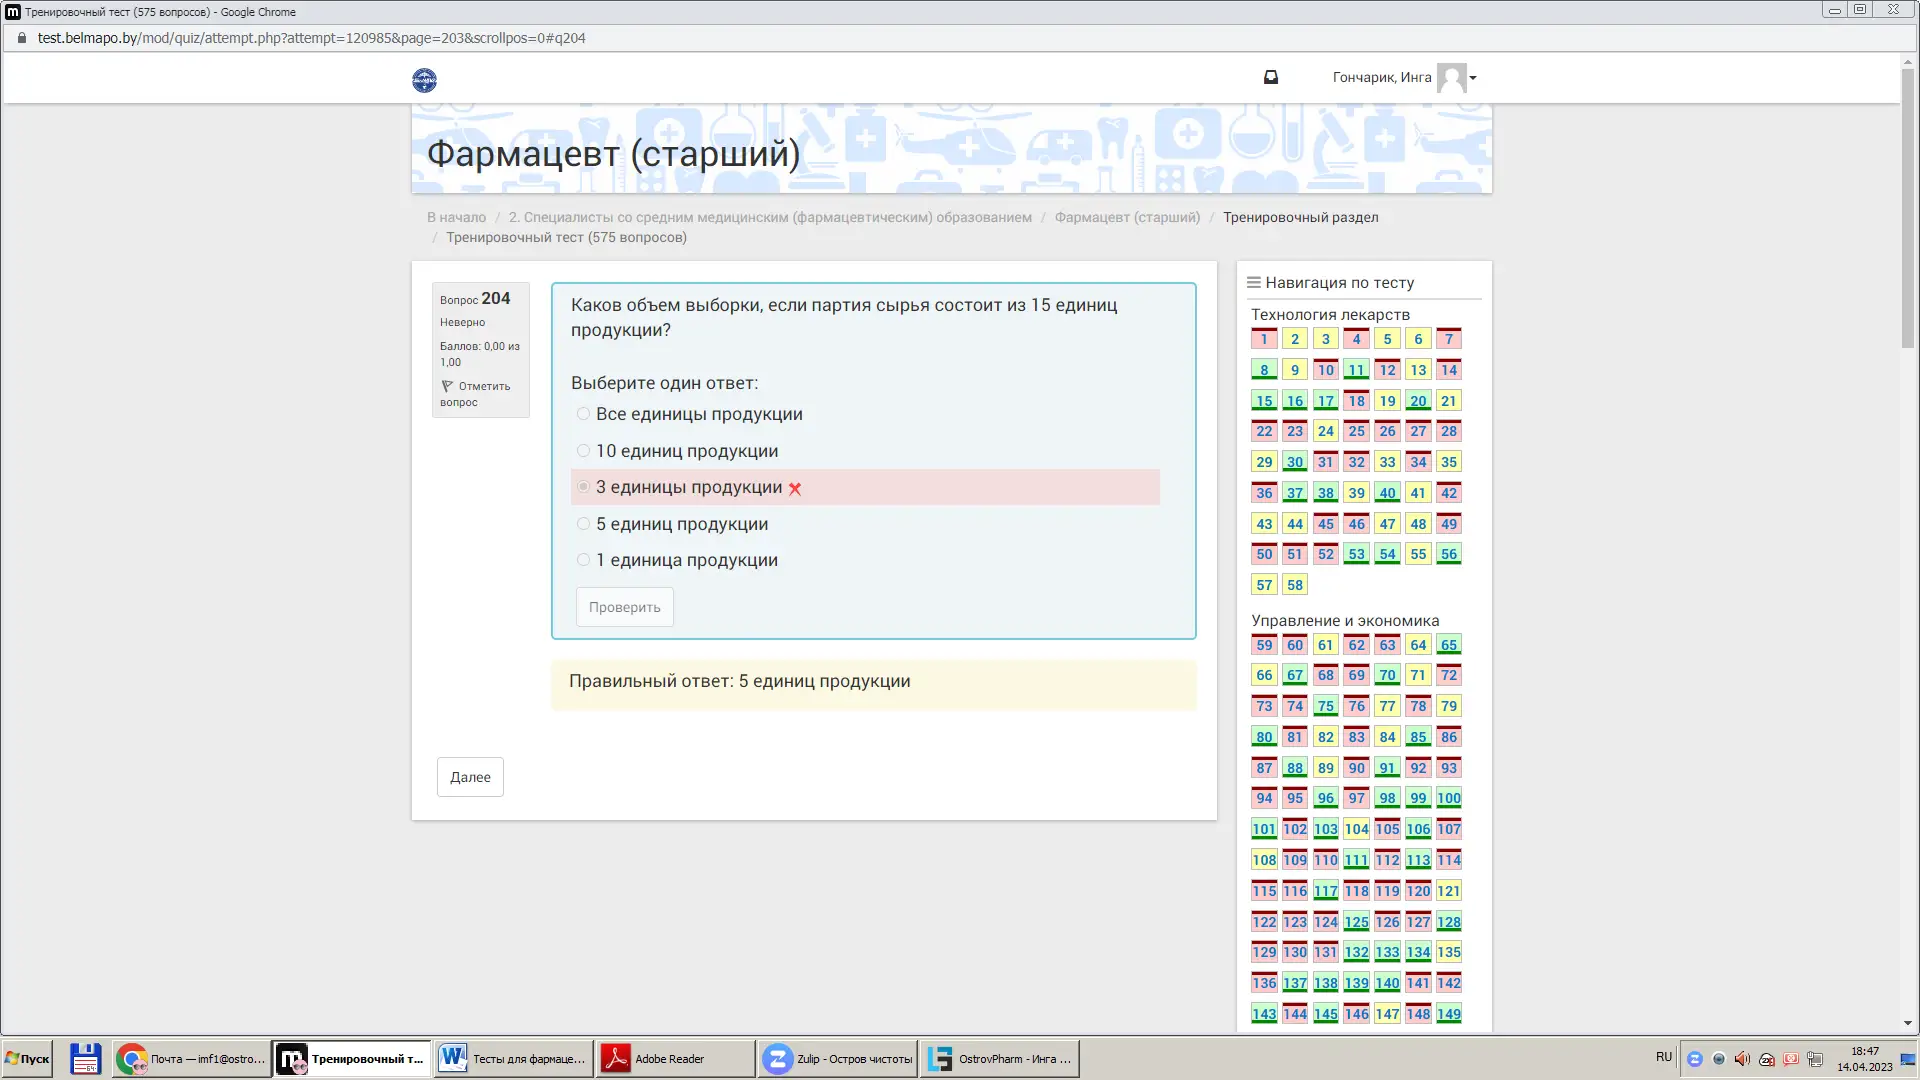 Тренировочный тест (575 вопросов) - Google Chrome
test.belmapo.by/mod/quiz/attempt.php?attempt=120985&page=203&scrollpos=0#q204
Гончарик, Инга
Фармацевт (старший)
В начало / 2. Специалисты со средним медицинским (фармацевтическим) образованием / Фармацевт (старший) / Тренировочный раздел
/ Тренировочный тест (575 вопросов)
Вопрос 204
Неверно
Баллов: 0,00 из
1,00
Отметить
вопрос
Каков объем выборки, если партия сырья состоит из 15 единиц
продукции?
Выберите один ответ:
Все единицы продукции
10 единиц продукции
3 единицы продукции
5 единиц продукции
1 единица продукции
Проверить
Правильный ответ: 5 единиц продукции
Далее
Навигация по тесту
Технология лекарств
1 2 3 4 5 6 7
8 9 10 11 12 13 14
15 16 17 18 19 20 21
22 23 24 25 26 27 28
29 30 31 32 33 34 35
36 37 38 39 40 41 42
43 44 45 46 47 48 49
50 51 52 53 54 55 56
57 58
Управление и экономика
59 60 61 62 63 64 65
66 67 68 69 70 71 72
73 74 75 76 77 78 79
80 81 82 83 84 85 86
87 88 89 90 91 92 93
94 95 96 97 98 99 100
101 102 103 104 105 106 107
108 109 110 111 112 113 114
115 116 117 118 119 120 121
122 123 124 125 126 127 128
129 130 131 132 133 134 135
136 137 138 139 140 141 142
143 144 145 146 147 148 149
Пуск
Почта — imf1@ostro...
Тренировочный т...
Тесты для фармаце...
Adobe Reader
Zulip - Остров чистоты
OstrovPharm - Инга ...
RU
18:47
14.04.2023